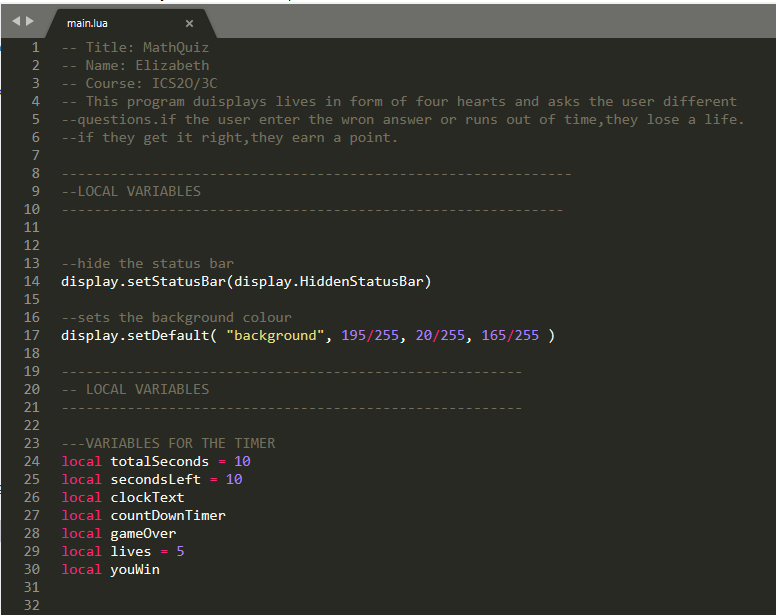 main.lua ×
1 -- Title: MathQuiz
2 -- Name: Elizabeth
3 -- Course: ICS2O/3C
4 -- This program duisplays lives in form of four hearts and asks the user different
5 --questions.if the user enter the wron answer or runs out of time,they lose a life.
6 --if they get it right,they earn a point.
7
8 --------------------------------------------------------------
9 --LOCAL VARIABLES
10 -------------------------------------------------------------
11
12
13 --hide the status bar
14 display.setStatusBar(display.HiddenStatusBar)
15
16 --sets the background colour
17 display.setDefault( "background", 195/255, 20/255, 165/255 )
18
19 --------------------------------------------------------
20 -- LOCAL VARIABLES
21 --------------------------------------------------------
22
23 ---VARIABLES FOR THE TIMER
24 local totalSeconds = 10
25 local secondsLeft = 10
26 local clockText
27 local countDownTimer
28 local gameOver
29 local lives = 5
30 local youWin
31
32